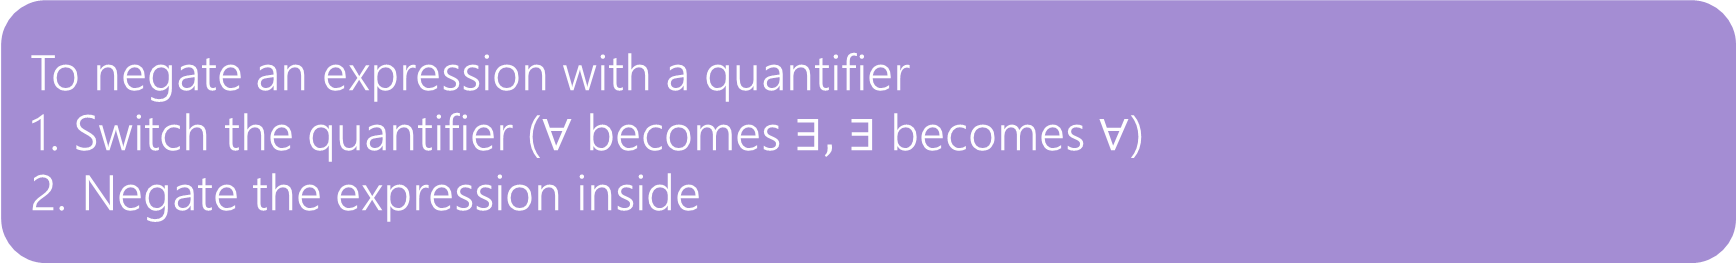 To negate an expression with a quantifier
1. Switch the quantifier (∀ becomes ∃, ∃ becomes ∀)
2. Negate the expression inside